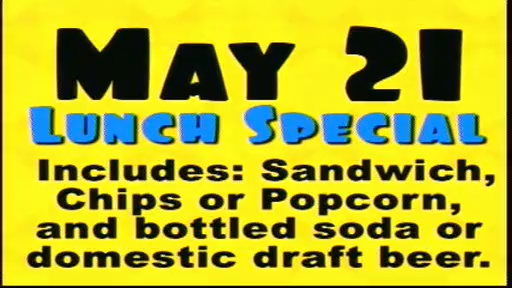 May 21
Lunch Special
Includes: Sandwich,
Chips or Popcorn,
and bottled soda or
domestic draft beer.